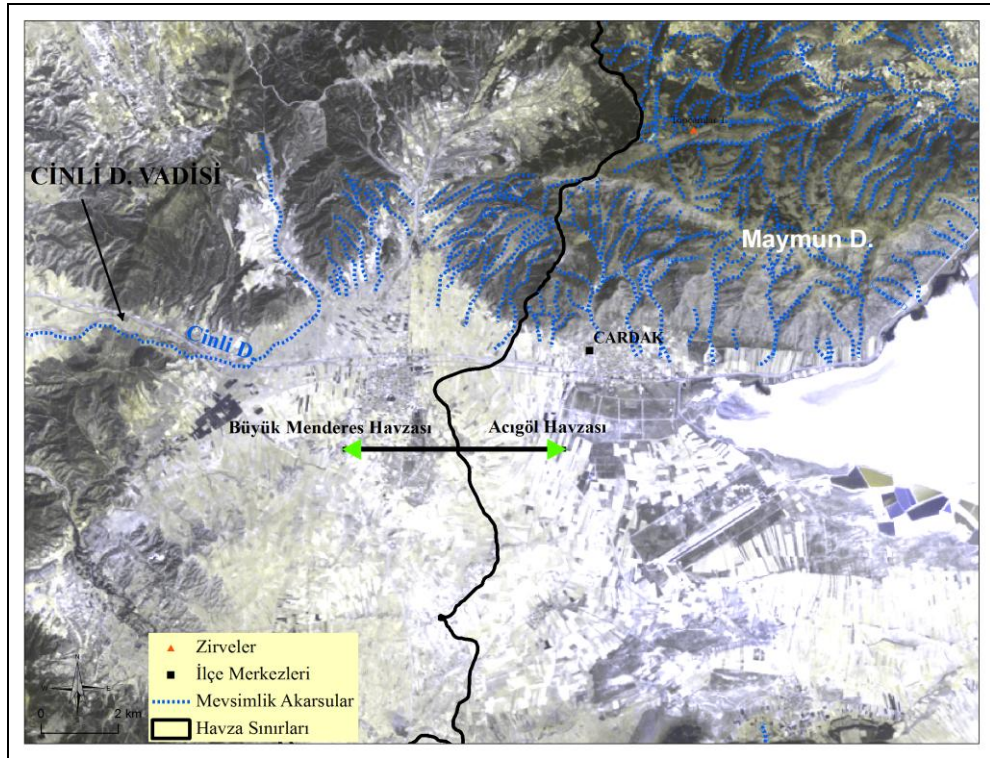 CİNLİ D. VADİSİ
Maymun D.
Cinli D
ÇARDAK
Büyük Menderes Havzası
Acıgöl Havzası
Zirveler
İlçe Merkezleri
Mevsimlik Akarsular
Havza Sınırları
N
W
E
S
0
2 km